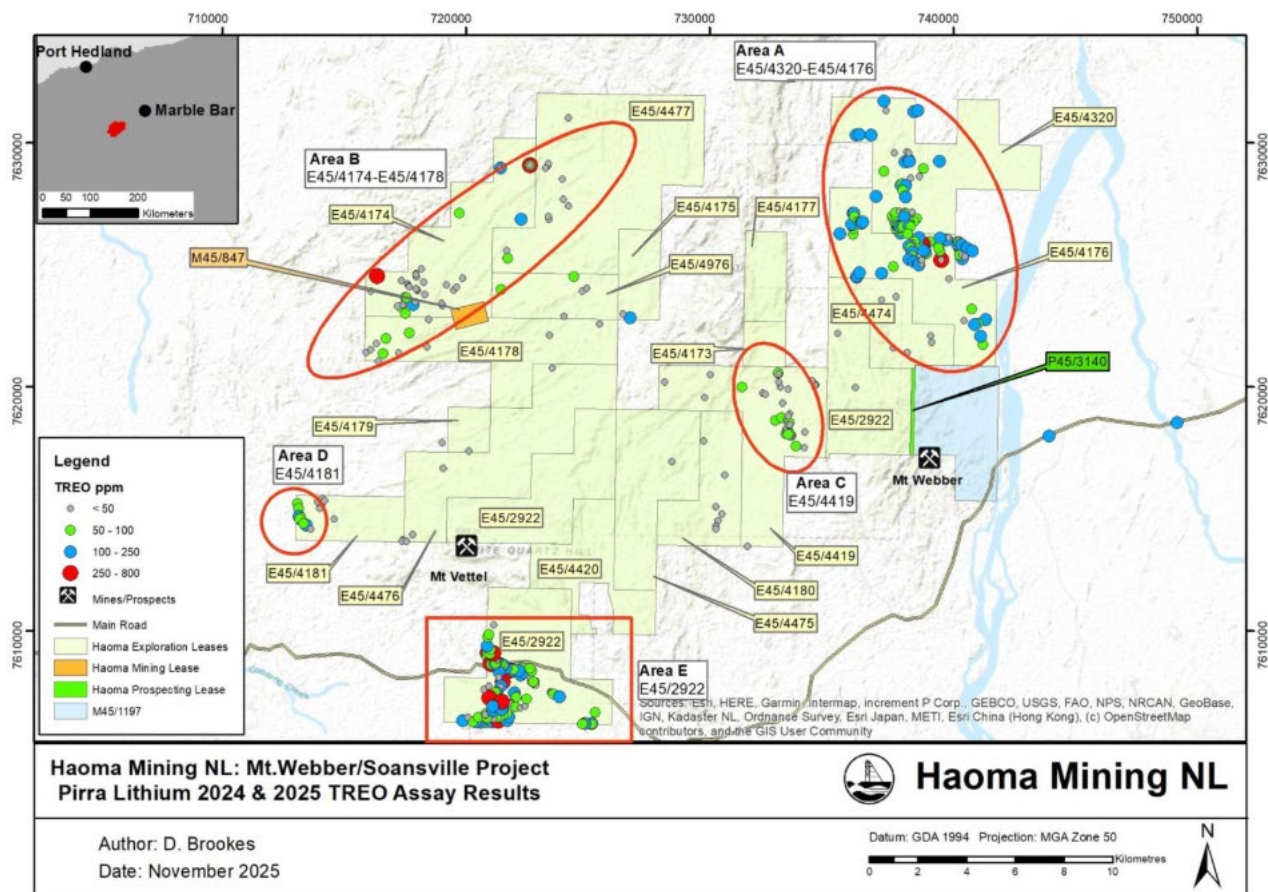 710000 720000 730000 740000 750000
Port Hedland
Marble Bar
0 50 100 200
Kilometers
Area A
E45/4320-E45/4176
E45/4477
E45/4320
7630000
7630000
Area B
E45/4174-E45/4178
E45/4174
E45/4175
E45/4177
M45/847
E45/4976
E45/4176
E45/4474
E45/4178
E45/4173
P45/3140
7620000
7620000
E45/4179
E45/2922
Mt Webber
Area D
E45/4181
Area C
E45/4419
E45/2922
E45/4181
E45/4476
Mt Vettel
E45/4420
E45/4419
E45/4180
E45/4475
7610000
7610000
E45/2922
Area E
E45/2922
Legend
TREO ppm
< 50
50 - 100
100 - 250
250 - 800
Mines/Prospects
Main Road
Haoma Exploration Leases
Haoma Mining Lease
Haoma Prospecting Lease
M45/1197
Sources: Esri, HERE, Garmin, Intermap, increment P Corp., GEBCO, USGS, FAO, NPS, NRCAN, GeoBase,
IGN, Kadaster NL, Ordnance Survey, Esri Japan, METI, Esri China (Hong Kong), (c) OpenStreetMap
contributors, and the GIS User Community
Haoma Mining NL: Mt.Webber/Soansville Project
Pirra Lithium 2024 & 2025 TREO Assay Results
Haoma Mining NL
Author: D. Brookes
Date: November 2025
Datum: GDA 1994 Projection: MGA Zone 50
0 2 4 6 8 10
Kilometres
N